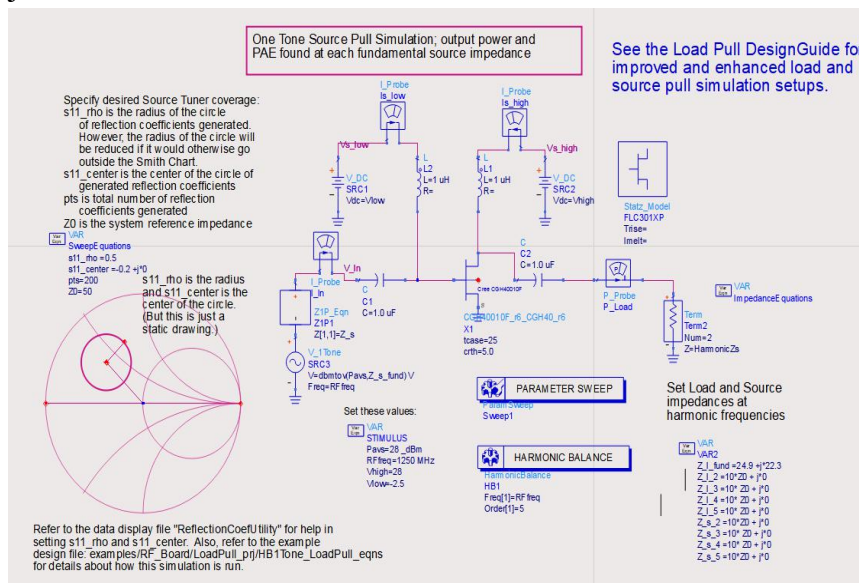 One Tone Source Pull Simulation; output power and
PAE found at each fundamental source impedance
See the Load Pull DesignGuide for
improved and enhanced load and
source pull simulation setups.
Specify desired Source Tuner coverage:
s11_rho is the radius of the circle
of reflection coefficients generated.
However, the radius of the circle will
be reduced if it would otherwise go
outside the Smith Chart.
s11_center is the center of the circle of
generated reflection coefficients
pts is total number of reflection
coefficients generated
Z0 is the system reference impedance
Var
Eqn
VAR
SweepEquations
s11_rho =0.5
s11_center =-0.2 +j*0
pts=200
Z0=50
s11_rho is the radius
and s11_center is the
center of the circle.
(But this is just a
static drawing.)
I_Probe
Is_low
Vs_low
V_DC
SRC1
Vdc=Vlow
L
L2
L=1 uH
R=
I_Probe
Is_high
Vs_high
L
L1
L=1 uH
R=
V_DC
SRC2
Vdc=Vhigh
Statz_Model
FLC301XP
Trise=
Imelt=
I_Probe
I_In
V_In
Z1P_Eqn
Z1P1
Z[1,1]=Z_s
V_1Tone
SRC3
V=dbmtov(Pavs,Z_s_fund) V
Freq=RFfreq
C
C1
C=1.0 uF
C
C2
C=1.0 uF
Cree CGH40010F
CGH40010F_r6_CGH40_r6
X1
tcase=25
crth=5.0
P_Probe
P_Load
Term
Term2
Num=2
Z=HarmonicZs
Var
Eqn
VAR
ImpedanceEquations
Set these values:
Var
Eqn
VAR
STIMULUS
Pavs=28 _dBm
RFfreq=1250 MHz
Vhigh=28
Vlow=-2.5
PARAMETER SWEEP
ParamSweep
Sweep1
HARMONIC BALANCE
HarmonicBalance
HB1
Freq[1]=RFfreq
Order[1]=5
Set Load and Source
impedances at
harmonic frequencies
Var
Eqn
VAR
VAR2
Z_l_fund =24.9 +j*22.3
Z_l_2 =10*Z0 + j*0
Z_l_3 =10* Z0 + j*0
Z_l_4 =10* Z0 + j*0
Z_l_5 =10* Z0 + j*0
Z_s_2 =10*Z0 + j*0
Z_s_3 =10* Z0 + j*0
Z_s_4 =10* Z0 + j*0
Z_s_5 =10* Z0 + j*0
Refer to the data display file "ReflectionCoefUtility" for help in
setting s11_rho and s11_center. Also, refer to the example
design file: examples/RF_Board/LoadPull_prj/HB1Tone_LoadPull_eqns
for details about how this simulation is run.